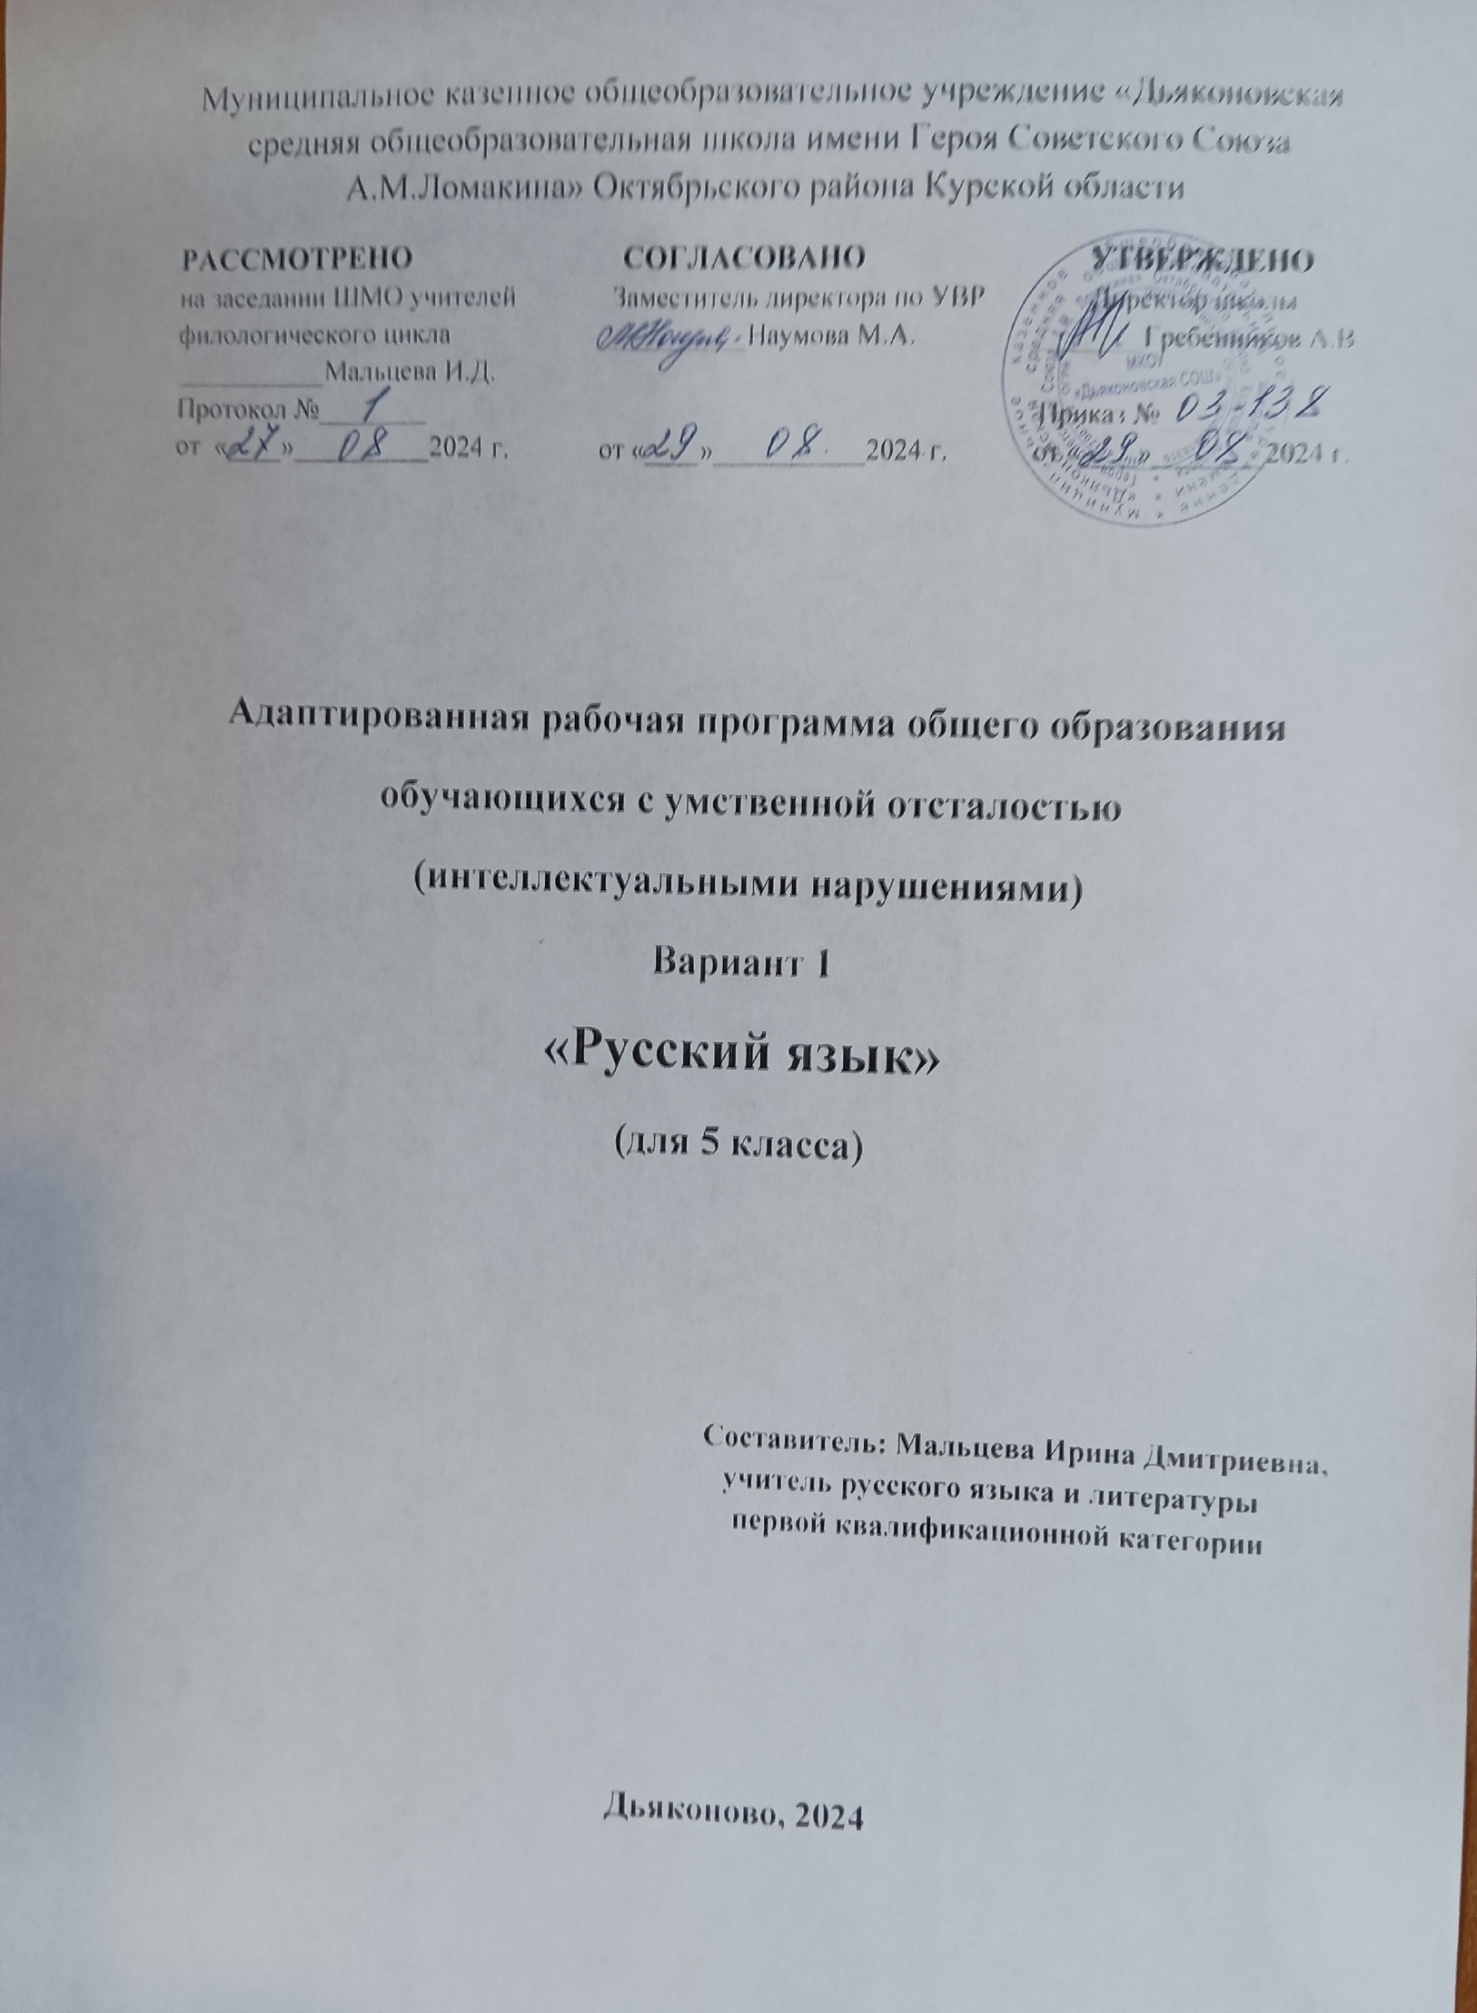 Муниципальное казенное общеобразовательное учреждение «Дьяконовская
средняя общеобразовательная школа имени Героя Советского Союза
А.М.Ломакина» Октябрьского района Курской области
РАССМОТРЕНО
на заседании ШМО учителей
филологического цикла
____________Мальцева И.Д.
Протокол № 1
от «27» 08 2024 г.
СОГЛАСОВАНО
Заместитель директора по УВР
Наумова М.А.
от «29» 08. 2024 г.
УТВЕРЖДЕНО
Директор школы
Гребенников А.В
Приказ № 03-138
от «29» 08 2024 г.
МКОУ
«Дьяконовская СОШ»
Адаптированная рабочая программа общего образования
обучающихся с умственной отсталостью
(интеллектуальными нарушениями)
Вариант 1
«Русский язык»
(для 5 класса)
Составитель: Мальцева Ирина Дмитриевна,
учитель русского языка и литературы
первой квалификационной категории
Дьяконово, 2024